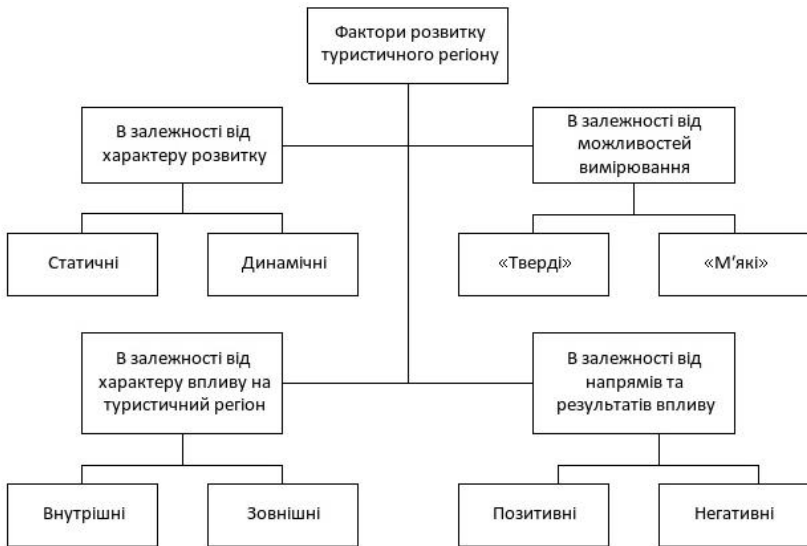 Фактори розвитку
туристичного регіону
В залежності від
характеру розвитку
В залежності від
можливостей
вимірювання
Статичні
Динамічні
«Тверді»
«М'які»
В залежності від
характеру впливу на
туристичний регіон
В залежності від
напрямів та
результатів впливу
Внутрішні
Зовнішні
Позитивні
Негативні